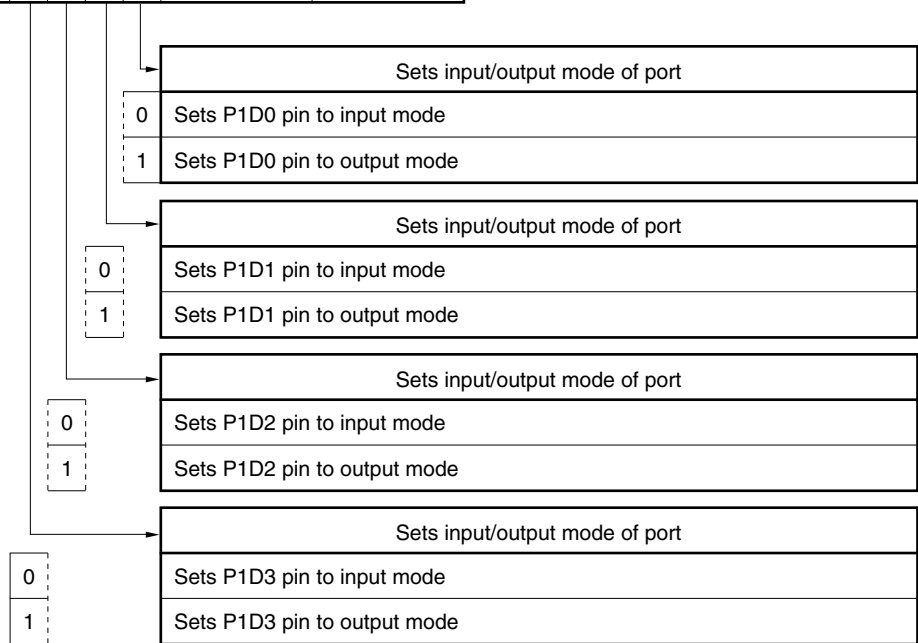 Sets input/output mode of port
0 Sets P1D0 pin to input mode
1 Sets P1D0 pin to output mode
Sets input/output mode of port
0 Sets P1D1 pin to input mode
1 Sets P1D1 pin to output mode
Sets input/output mode of port
0 Sets P1D2 pin to input mode
1 Sets P1D2 pin to output mode
Sets input/output mode of port
0 Sets P1D3 pin to input mode
1 Sets P1D3 pin to output mode